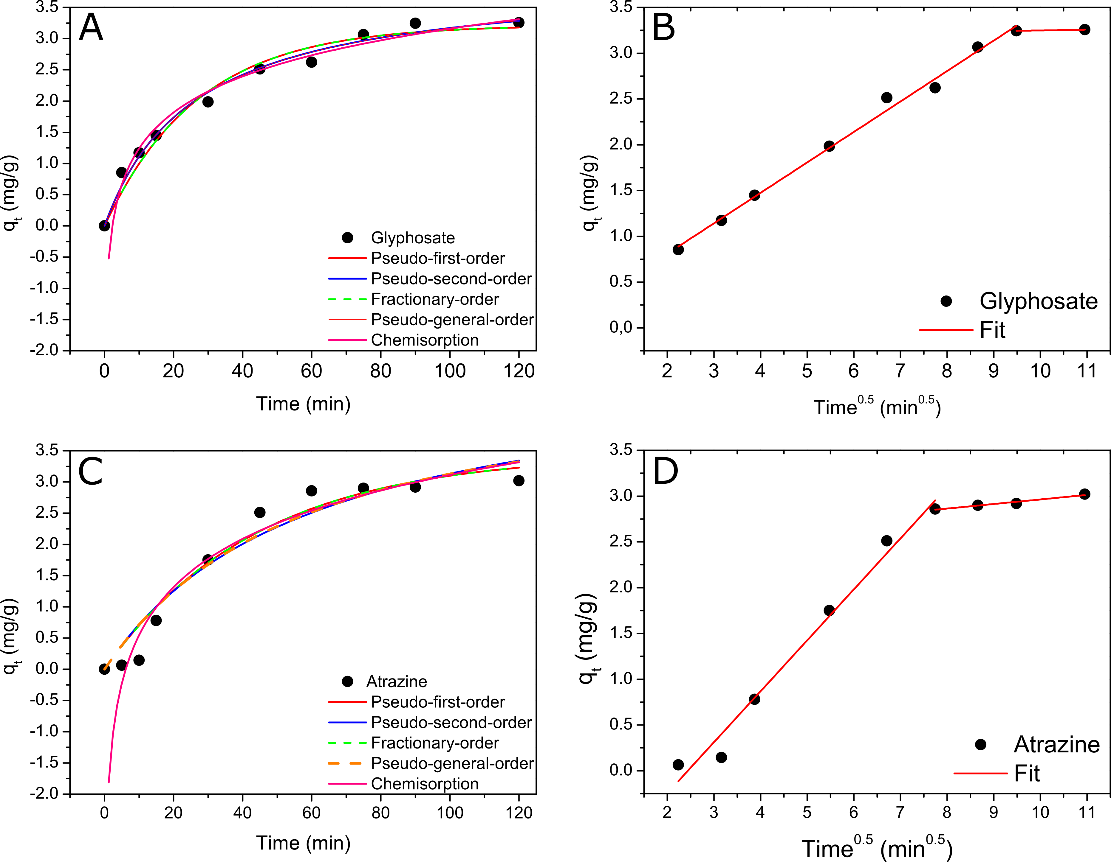 A
3.5
3.0
2.5
2.0
1.5
1.0
0.5
0.0
-0.5
-1.0
-1.5
-2.0
qt (mg/g)
Glyphosate
Pseudo-first-order
Pseudo-second-order
Fractionary-order
Pseudo-general-order
Chemisorption
0 20 40 60 80 100 120
Time (min)
B
3.5
3.0
2.5
2.0
1.5
1.0
0.5
0,0
qt (mg/g)
Glyphosate
Fit
2 3 4 5 6 7 8 9 10 11
Time0.5 (min0.5)
C
3.5
3.0
2.5
2.0
1.5
1.0
0.5
0.0
-0.5
-1.0
-1.5
-2.0
qt (mg/g)
Atrazine
Pseudo-first-order
Pseudo-second-order
Fractionary-order
Pseudo-general-order
Chemisorption
0 20 40 60 80 100 120
Time (min)
D
3.5
3.0
2.5
2.0
1.5
1.0
0.5
0.0
qt (mg/g)
Atrazine
Fit
2 3 4 5 6 7 8 9 10 11
Time0.5 (min0.5)